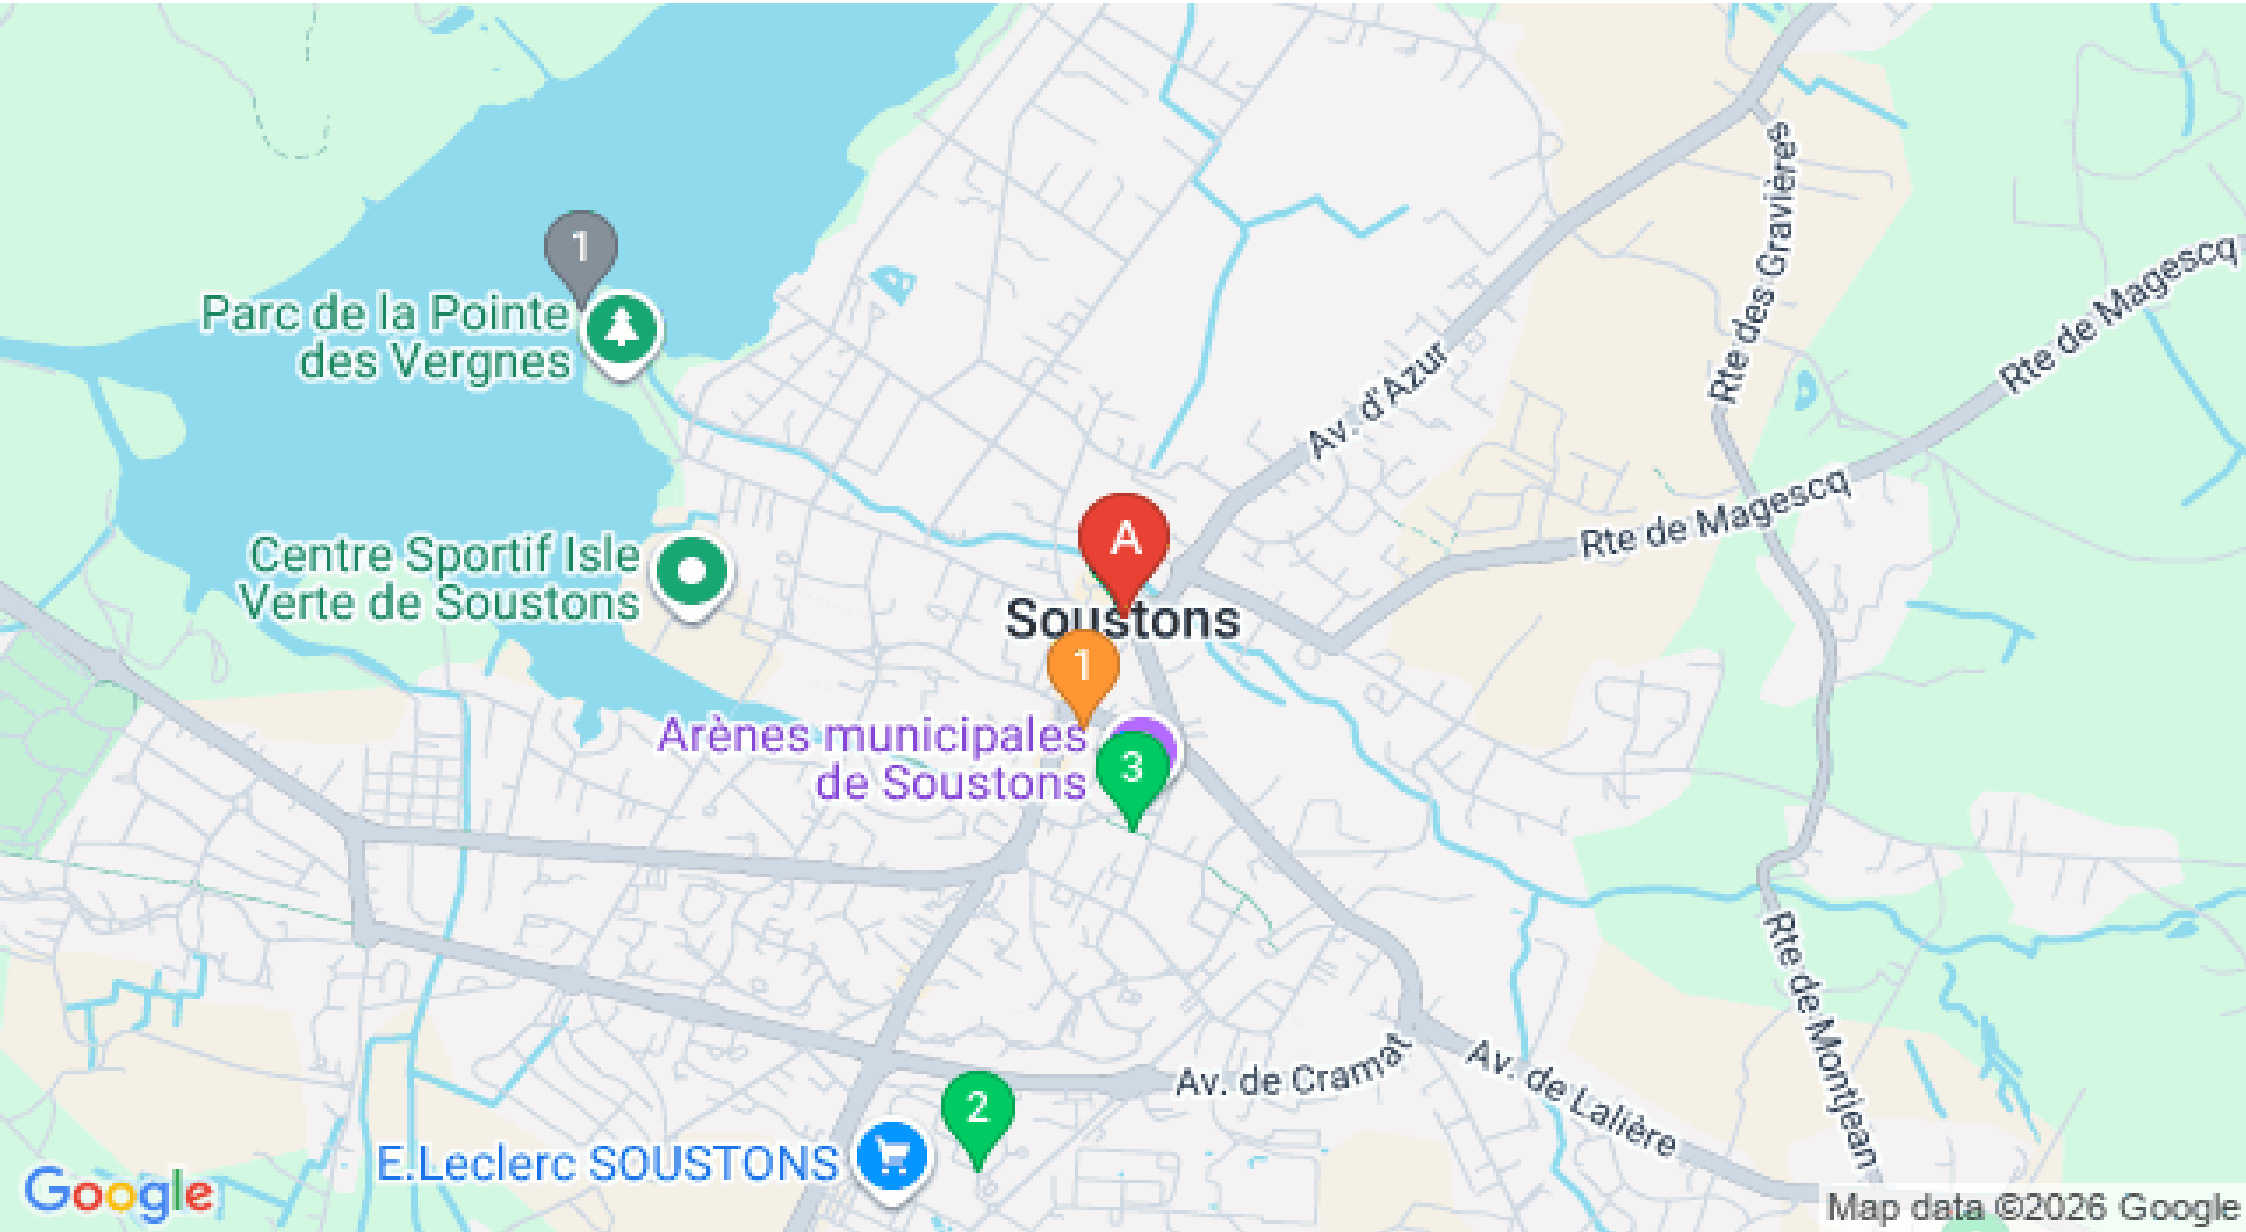 Rte des Gravières
Rte de Magescq
1
Parc de la Pointe
des Vergnes
Av. d'Azur
Rte de Magescq
A
Centre Sportif Isle
Verte de Soustons
Soustons
1
Arènes municipales
de Soustons
3
Rte de Montjean
Av. de Cramat
Av. de Lalière
2
E.Leclerc SOUSTONS
Google
Map data ©2026 Google